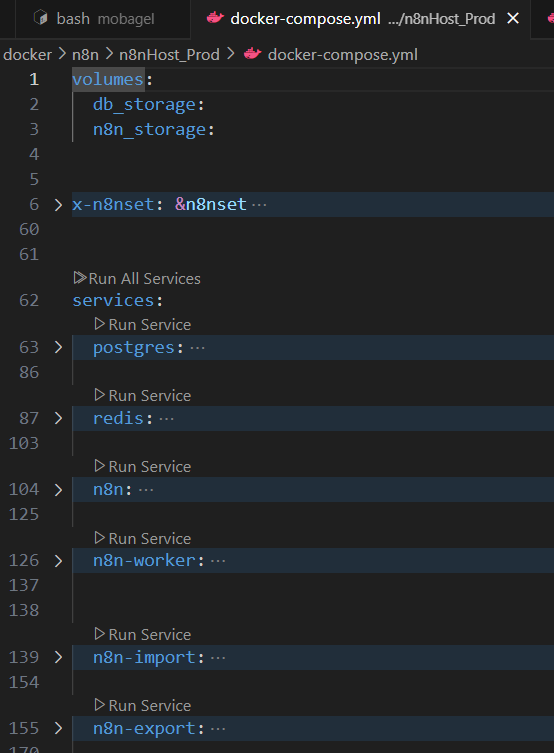 bash mobagel docker-compose.yml .../n8nHost_Prod
docker > n8n > n8nHost_Prod > docker-compose.yml
1 volumes:
2 db_storage:
3 n8n_storage:
4
5
6 x-n8nset: &n8nset ...
60
61
Run All Services
62 services:
Run Service
63 postgres: ...
86
Run Service
87 redis: ...
103
Run Service
104 n8n: ...
125
Run Service
126 n8n-worker: ...
137
138
Run Service
139 n8n-import: ...
154
Run Service
155 n8n-export: ...
170